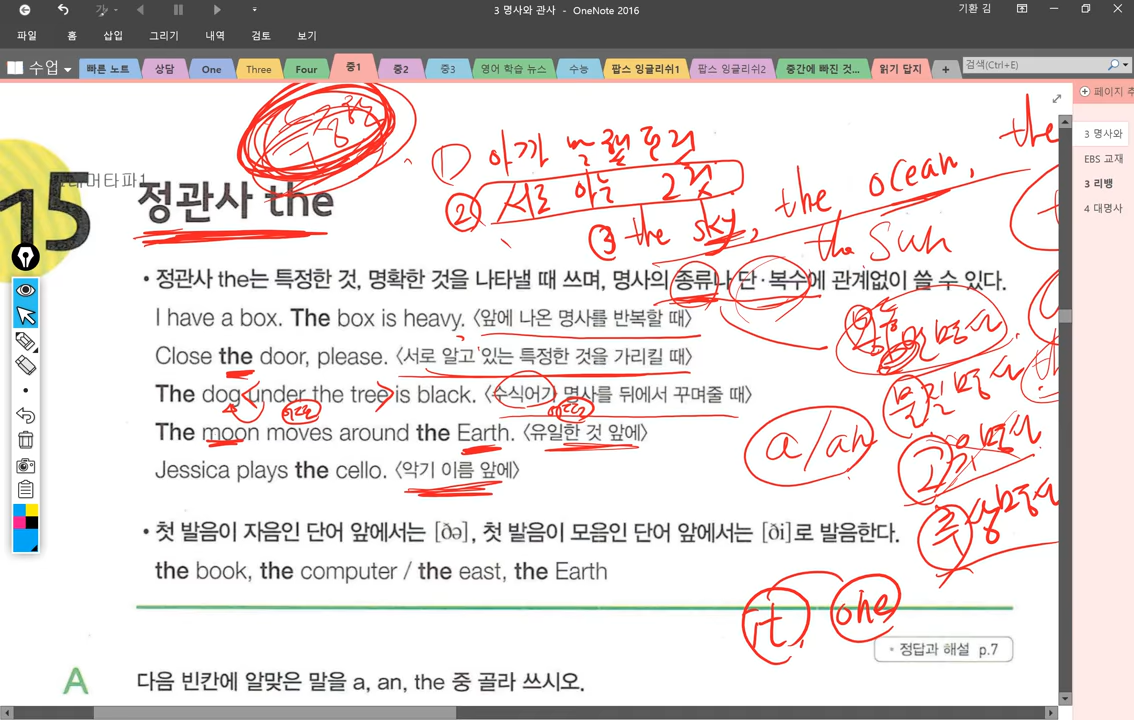 3 명사와 관사 - OneNote 2016
기환 김
파일 홈 삽입 그리기 내역 검토 보기
수업 빠른 노트 상담 One Three Four 중1 중2 중3 영어 학습 뉴스 수능 팝스 잉글리쉬1 팝스 잉글리쉬2 중간에 빠진 것... 읽기 답지 + 검색(Ctrl+E)
페이지 추
3 명사와
EBS 교재
3 리뱅
4 대명사
the
① 아까
② 서로 아는 그것
③ the sky, the ocean,
the sun
15 정관사 the
• 정관사 the는 특정한 것, 명확한 것을 나타낼 때 쓰며, 명사의 종류나 단·복수에 관계없이 쓸 수 있다.
I have a box. The box is heavy. 〈앞에 나온 명사를 반복할 때〉
Close the door, please. 〈서로 알고 있는 특정한 것을 가리킬 때〉
The dog under the tree is black. 〈수식어가 명사를 뒤에서 꾸며줄 때〉
The moon moves around the Earth. 〈유일한 것 앞에〉
Jessica plays the cello. 〈악기 이름 앞에〉
물질명사
a/an
고유명사
추상명사
• 첫 발음이 자음인 단어 앞에서는 [ðə], 첫 발음이 모음인 단어 앞에서는 [ði]로 발음한다.
the book, the computer / the east, the Earth
it one
• 정답과 해설 p.7
A 다음 빈칸에 알맞은 말을 a, an, the 중 골라 쓰시오.